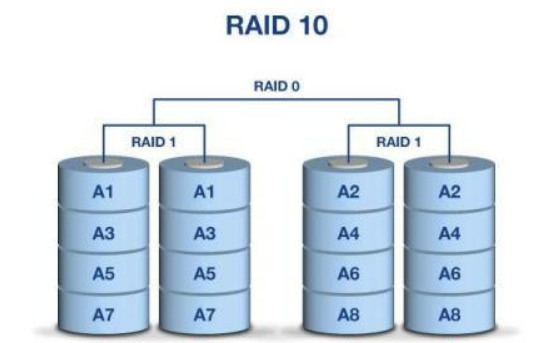 RAID 10
RAID 0
RAID 1 RAID 1
A1 A1 A2 A2
A3 A3 A4 A4
A5 A5 A6 A6
A7 A7 A8 A8